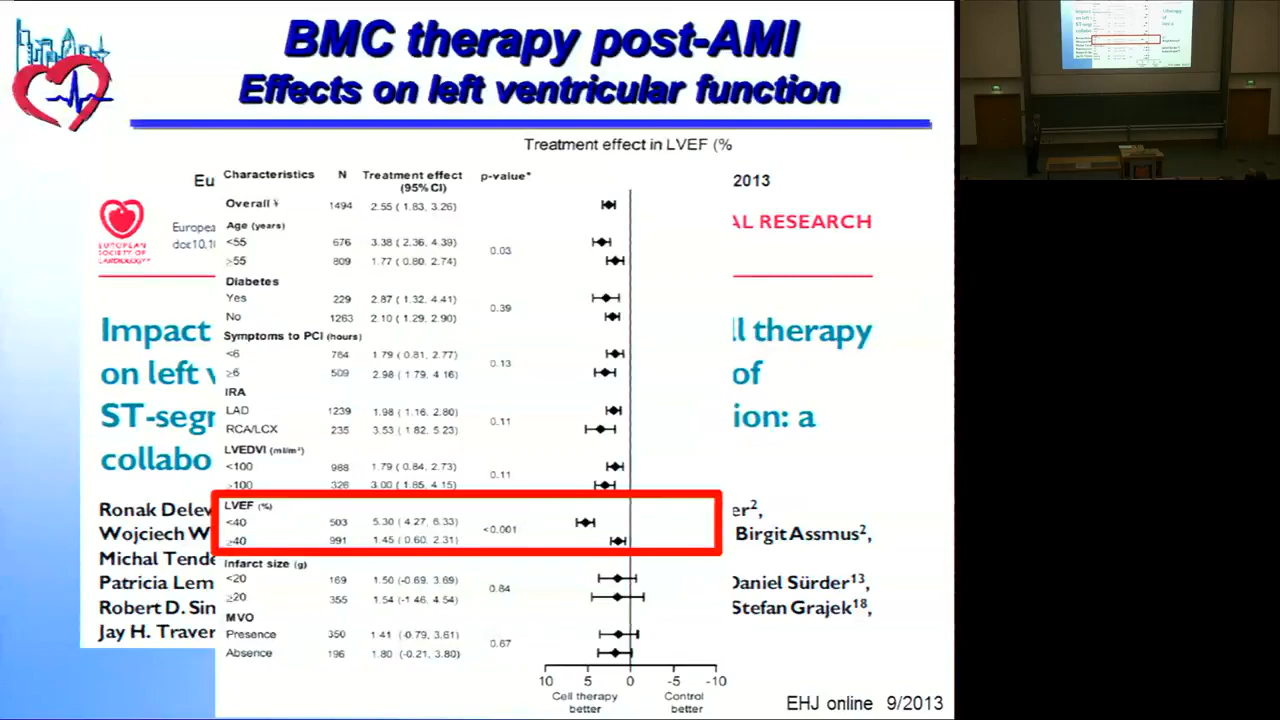 BMC therapy post-AMI
Effects on left ventricular function
Treatment effect in LVEF (%
Characteristics N Treatment effect (95% CI) p-value*
Eu 2013
Overall ¥ 1494 2.55 ( 1.83, 3.26)
AL RESEARCH
Age (years)
Europea
<55 676 3.38 ( 2.36, 4.39)
doi:10.1
0.03
≥55 809 1.77 ( 0.80, 2.74)
EUROPEAN
SOCIETY OF
CARDIOLOGY
Diabetes
Yes 229 2.87 ( 1.32, 4.41)
0.39
No 1263 2.10 ( 1.29, 2.90)
Impact ll therapy
Symptoms to PCI (hours)
<6 784 1.79 ( 0.81, 2.77)
0.13
≥6 509 2.98 ( 1.79, 4.16)
on left v of
IRA
LAD 1239 1.98 ( 1.16, 2.80)
0.11
ST-segr ion: a
RCA/LCX 235 3.53 ( 1.82, 5.23)
LVEDVI (ml/m²)
collabo
<100 988 1.79 ( 0.84, 2.73)
0.11
≥100 326 3.00 ( 1.85, 4.15)
LVEF (%)
Ronak Delew er²,
<40 503 5.30 ( 4.27, 6.33)
<0.001
Wojciech W Birgit Assmus²,
≥40 991 1.45 ( 0.60, 2.31)
Michal Tende
Infarct size (g)
<20 169 1.50 (-0.69, 3.69)
Patricia Lem Daniel Sürder¹³,
0.84
≥20 355 1.54 (-1.46, 4.54)
Robert D. Sin Stefan Grajek¹⁸,
MVO
Jay H. Traver
Presence 350 1.41 (-0.79, 3.61)
0.67
Absence 196 1.80 (-0.21, 3.80)
10 5 0 -5 -10
Cell therapy better Control better
EHJ online 9/2013